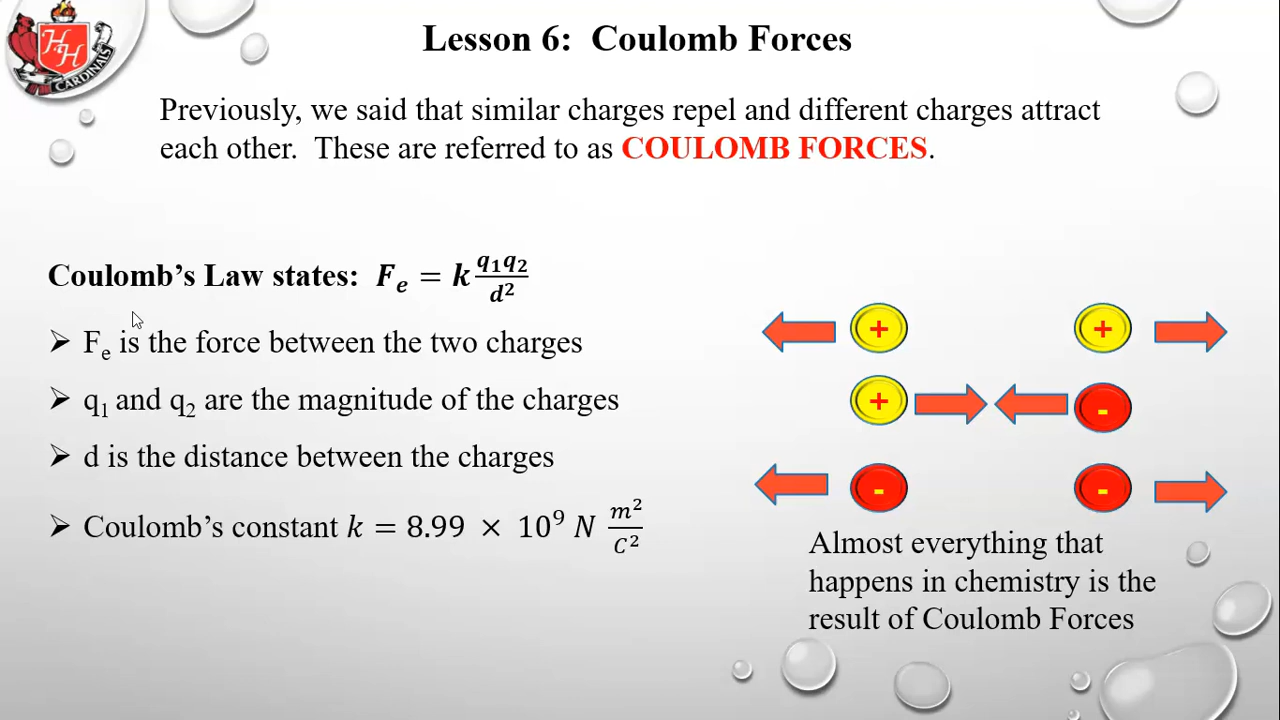 HH
CARDINALS
Lesson 6:  Coulomb Forces
Previously, we said that similar charges repel and different charges attract
each other.  These are referred to as COULOMB FORCES.
Coulomb’s Law states:  𝑭ₑ = 𝒌 q₁q₂/d²
➢ Fₑ is the force between the two charges
➢ q₁ and q₂ are the magnitude of the charges
➢ d is the distance between the charges
➢ Coulomb’s constant 𝑘 = 8.99 × 10⁹ 𝑁 m²/C²
+ +
+ -
- -
Almost everything that
happens in chemistry is the
result of Coulomb Forces